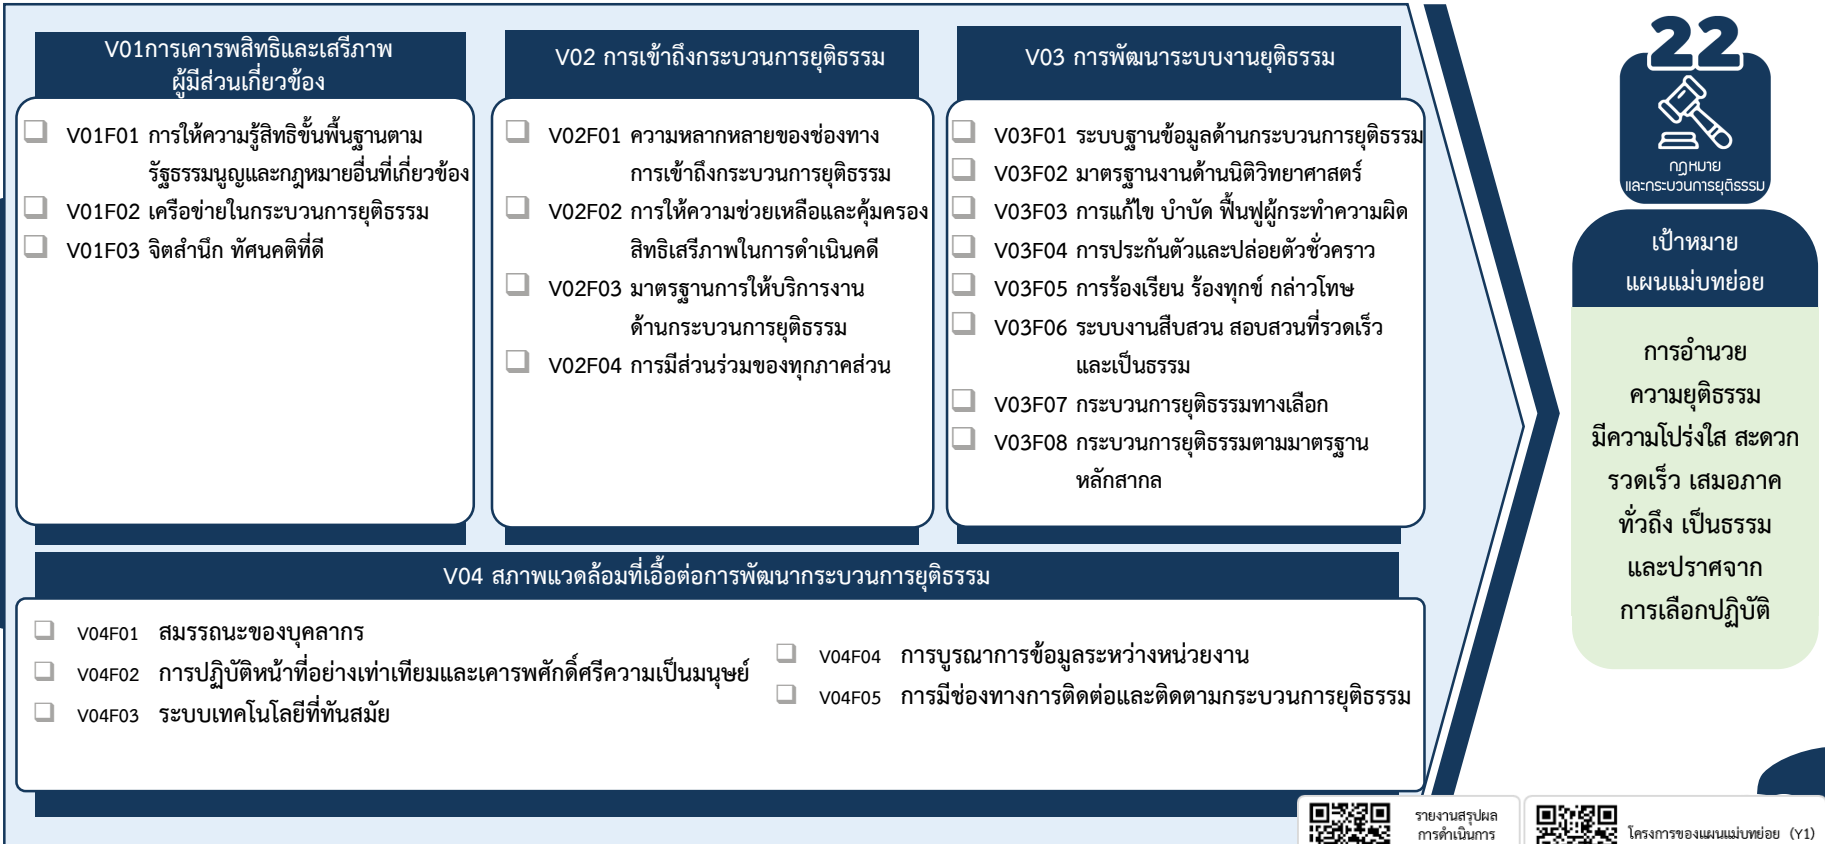 V01การเคารพสิทธิและเสรีภาพ
ผู้มีส่วนเกี่ยวข้อง
V01F01 การให้ความรู้สิทธิขั้นพื้นฐานตาม
รัฐธรรมนูญและกฎหมายอื่นที่เกี่ยวข้อง
V01F02 เครือข่ายในกระบวนการยุติธรรม
V01F03 จิตสำนึก ทัศนคติที่ดี
V02 การเข้าถึงกระบวนการยุติธรรม
V02F01 ความหลากหลายของช่องทาง
การเข้าถึงกระบวนการยุติธรรม
V02F02 การให้ความช่วยเหลือและคุ้มครอง
สิทธิเสรีภาพในการดำเนินคดี
V02F03 มาตรฐานการให้บริการงาน
ด้านกระบวนการยุติธรรม
V02F04 การมีส่วนร่วมของทุกภาคส่วน
V03 การพัฒนาระบบงานยุติธรรม
V03F01 ระบบฐานข้อมูลด้านกระบวนการยุติธรรม
V03F02 มาตรฐานงานด้านนิติวิทยาศาสตร์
V03F03 การแก้ไข บำบัด ฟื้นฟูผู้กระทำความผิด
V03F04 การประกันตัวและปล่อยตัวชั่วคราว
V03F05 การร้องเรียน ร้องทุกข์ กล่าวโทษ
V03F06 ระบบงานสืบสวน สอบสวนที่รวดเร็ว
และเป็นธรรม
V03F07 กระบวนการยุติธรรมทางเลือก
V03F08 กระบวนการยุติธรรมตามมาตรฐาน
หลักสากล
V04 สภาพแวดล้อมที่เอื้อต่อการพัฒนากระบวนการยุติธรรม
V04F01 สมรรถนะของบุคลากร
V04F02 การปฏิบัติหน้าที่อย่างเท่าเทียมและเคารพศักดิ์ศรีความเป็นมนุษย์
V04F03 ระบบเทคโนโลยีที่ทันสมัย
V04F04 การบูรณาการข้อมูลระหว่างหน่วยงาน
V04F05 การมีช่องทางการติดต่อและติดตามกระบวนการยุติธรรม
22
กฎหมาย
และกระบวนการยุติธรรม
เป้าหมาย
แผนแม่บทย่อย
การอำนวย
ความยุติธรรม
มีความโปร่งใส สะดวก
รวดเร็ว เสมอภาค
ทั่วถึง เป็นธรรม
และปราศจาก
การเลือกปฏิบัติ
รายงานสรุปผล
การดำเนินการ
โครงการของแผนแม่บทย่อย (Y1)